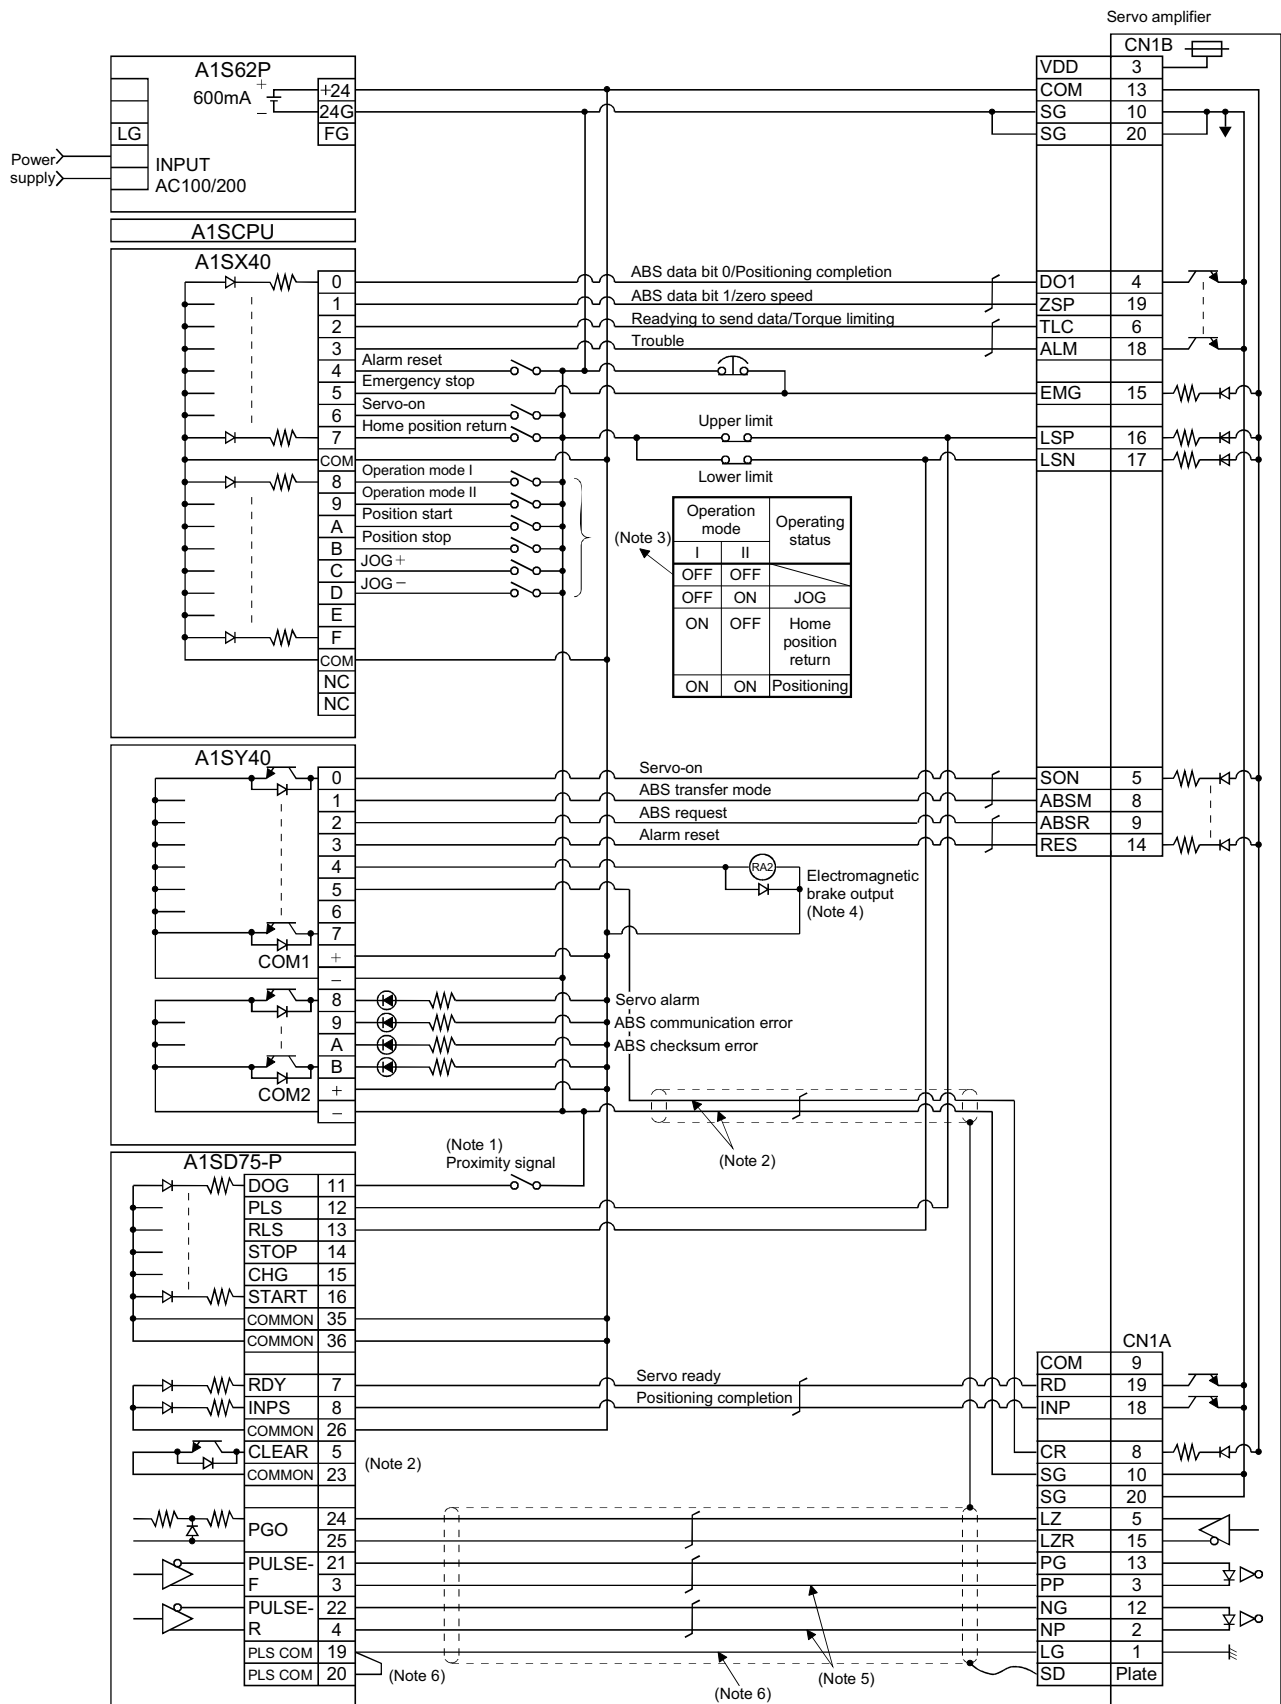 Servo amplifier
CN1B
A1S62P
+
600mA
−
+24
24G
FG
LG
Power
supply
INPUT
AC100/200
VDD 3
COM 13
SG 10
SG 20
A1SCPU
A1SX40
0 ABS data bit 0/Positioning completion DO1 4
1 ABS data bit 1/zero speed ZSP 19
2 Readying to send data/Torque limiting TLC 6
3 Trouble ALM 18
Alarm reset
4
Emergency stop
5 EMG 15
Servo-on
6
Home position return
7 Upper limit LSP 16
COM LSN 17
Lower limit
Operation mode I
8
Operation mode II
9
Position start
A
Position stop
B
JOG+
C
JOG−
D
E
F
COM
NC
NC
(Note 3)
Operation mode
Operating status
I II
OFF OFF
OFF ON JOG
ON OFF Home position return
ON ON Positioning
A1SY40
0 Servo-on SON 5
1 ABS transfer mode ABSM 8
2 ABS request ABSR 9
3 Alarm reset RES 14
4 RA2
5 Electromagnetic
brake output
6 (Note 4)
7
COM1 +
−
8 Servo alarm
9 ABS communication error
A ABS checksum error
B
COM2 +
−
(Note 2)
(Note 1)
Proximity signal
A1SD75-P
DOG 11
PLS 12
RLS 13
STOP 14
CHG 15
START 16
COMMON 35
COMMON 36
CN1A
COM 9
RDY 7 Servo ready RD 19
INPS 8 Positioning completion INP 18
COMMON 26
CLEAR 5 CR 8
COMMON 23 (Note 2) SG 10
SG 20
PGO 24 LZ 5
25 LZR 15
PULSE-F 21 PG 13
3 PP 3
PULSE-R 22 NG 12
4 NP 2
PLS COM 19 LG 1
PLS COM 20 (Note 6) (Note 5) SD Plate
(Note 6)